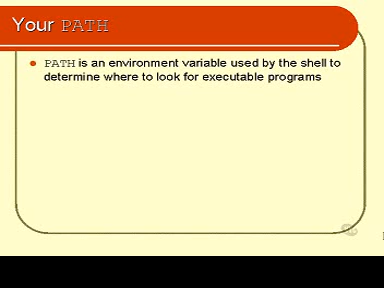 Your PATH
PATH is an environment variable used by the shell to
determine where to look for executable programs